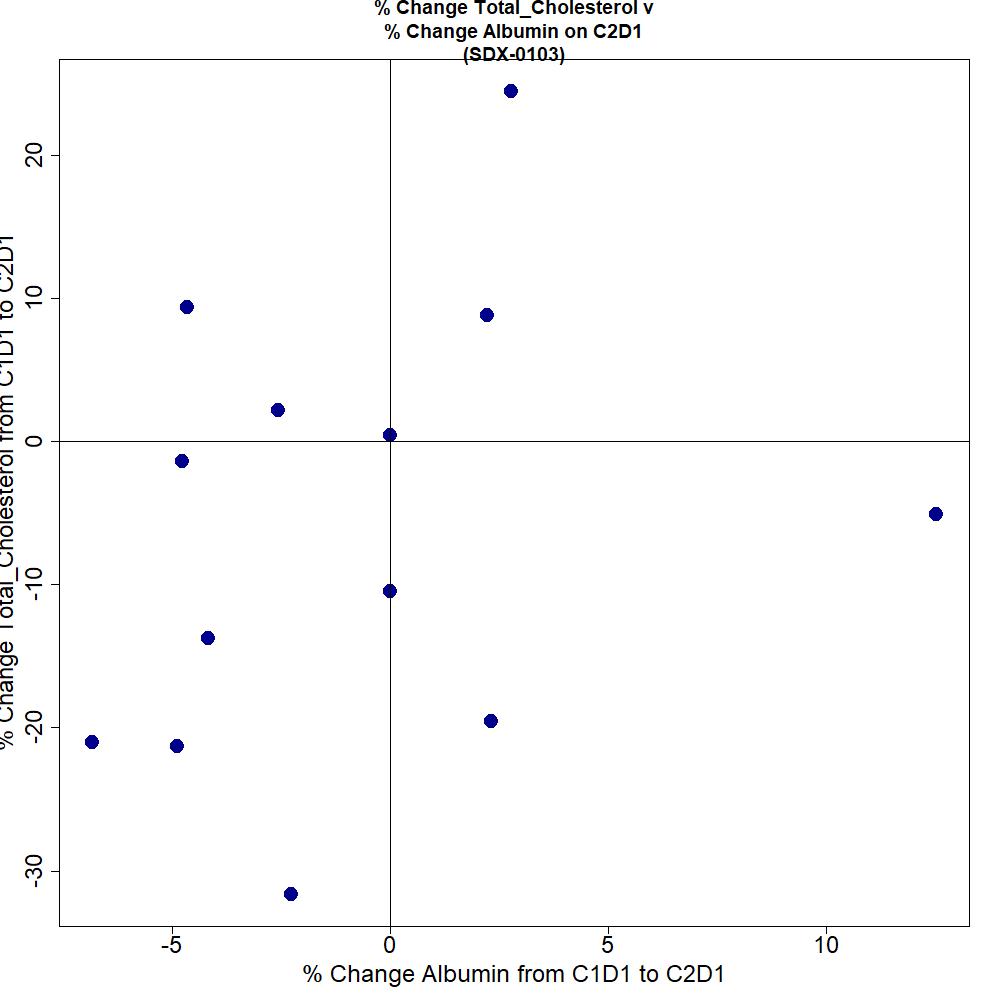 % Change Total_Cholesterol v
% Change Albumin on C2D1
(SDX-0103)
% Change Total_Cholesterol from C1D1 to C2D1
20
10
0
-10
-20
-30
-5
0
5
10
% Change Albumin from C1D1 to C2D1